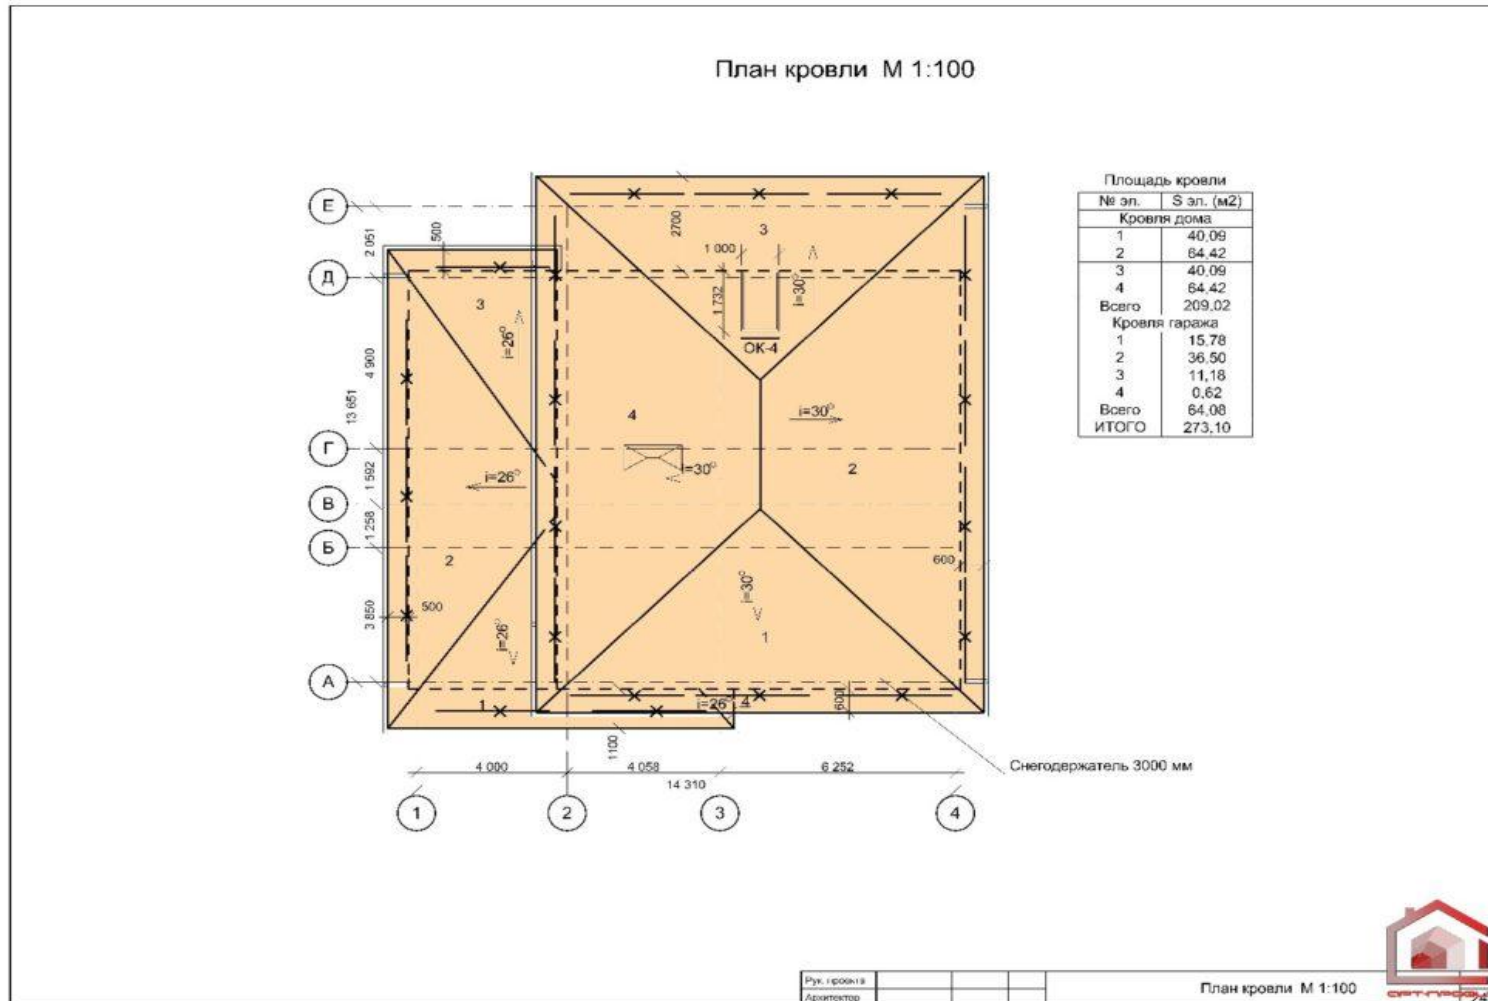 План кровли М 1:100
Площадь кровли
№ эл. S эл. (м2)
Кровля дома
1 40,09
2 64,42
3 40,09
4 64,42
Всего 209,02
Кровля гаража
1 15,78
2 36,50
3 11,18
4 0,62
Всего 64,08
ИТОГО 273,10
Е
Д
Г
В
Б
А
2 051
4 900
13 651
1 592
1 258
3 850
500
2700
3
1 000
1 732
i=30°
ОК-4
3
i=26°
4
i=30°
i=30°
2
i=26°
2
600
500
i=30°
i=26°
1
1
i=26°
4
600
1100
4 000
4 058
6 252
14 310
Снегодержатель 3000 мм
1
2
3
4
Рук. проекта
Архитектор
План кровли М 1:100